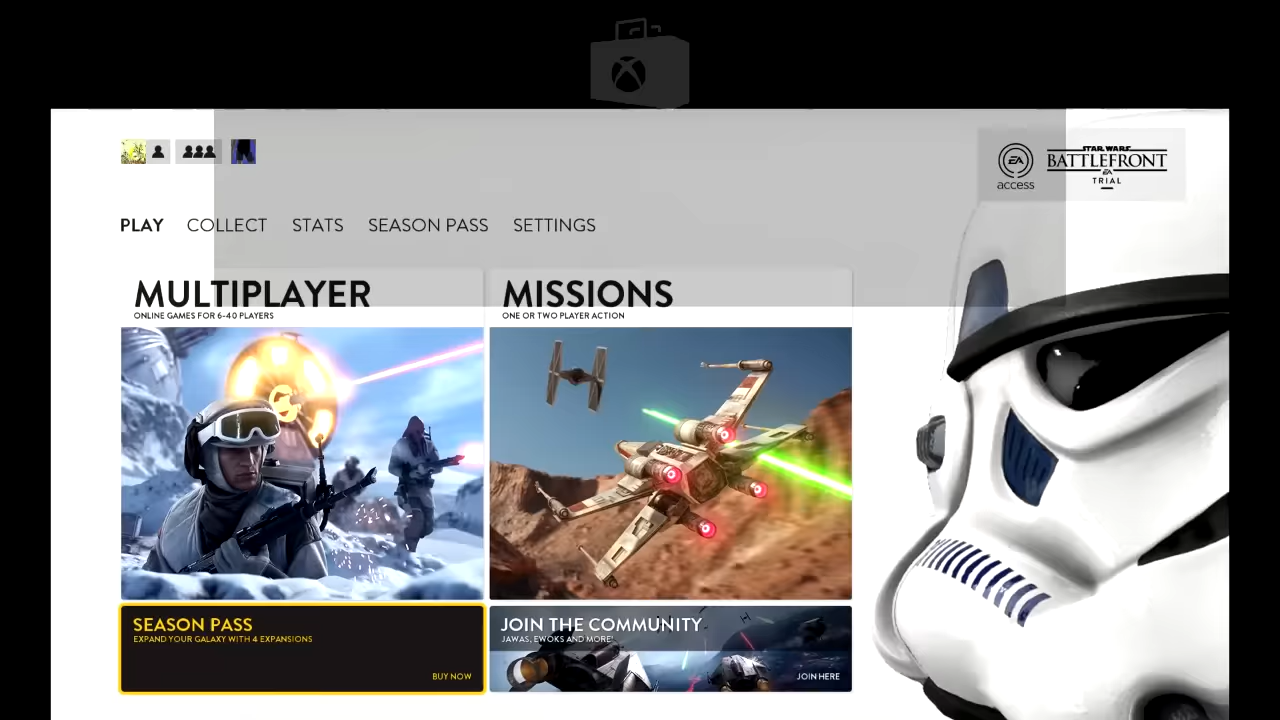 EA
access
STAR WARS
BATTLEFRONT
EA
TRIAL
PLAY COLLECT STATS SEASON PASS SETTINGS
MULTIPLAYER
ONLINE GAMES FOR 6-40 PLAYERS
MISSIONS
ONE OR TWO PLAYER ACTION
SEASON PASS
EXPAND YOUR GALAXY WITH 4 EXPANSIONS
BUY NOW
JOIN THE COMMUNITY
JAWAS, EWOKS AND MORE!
JOIN HERE